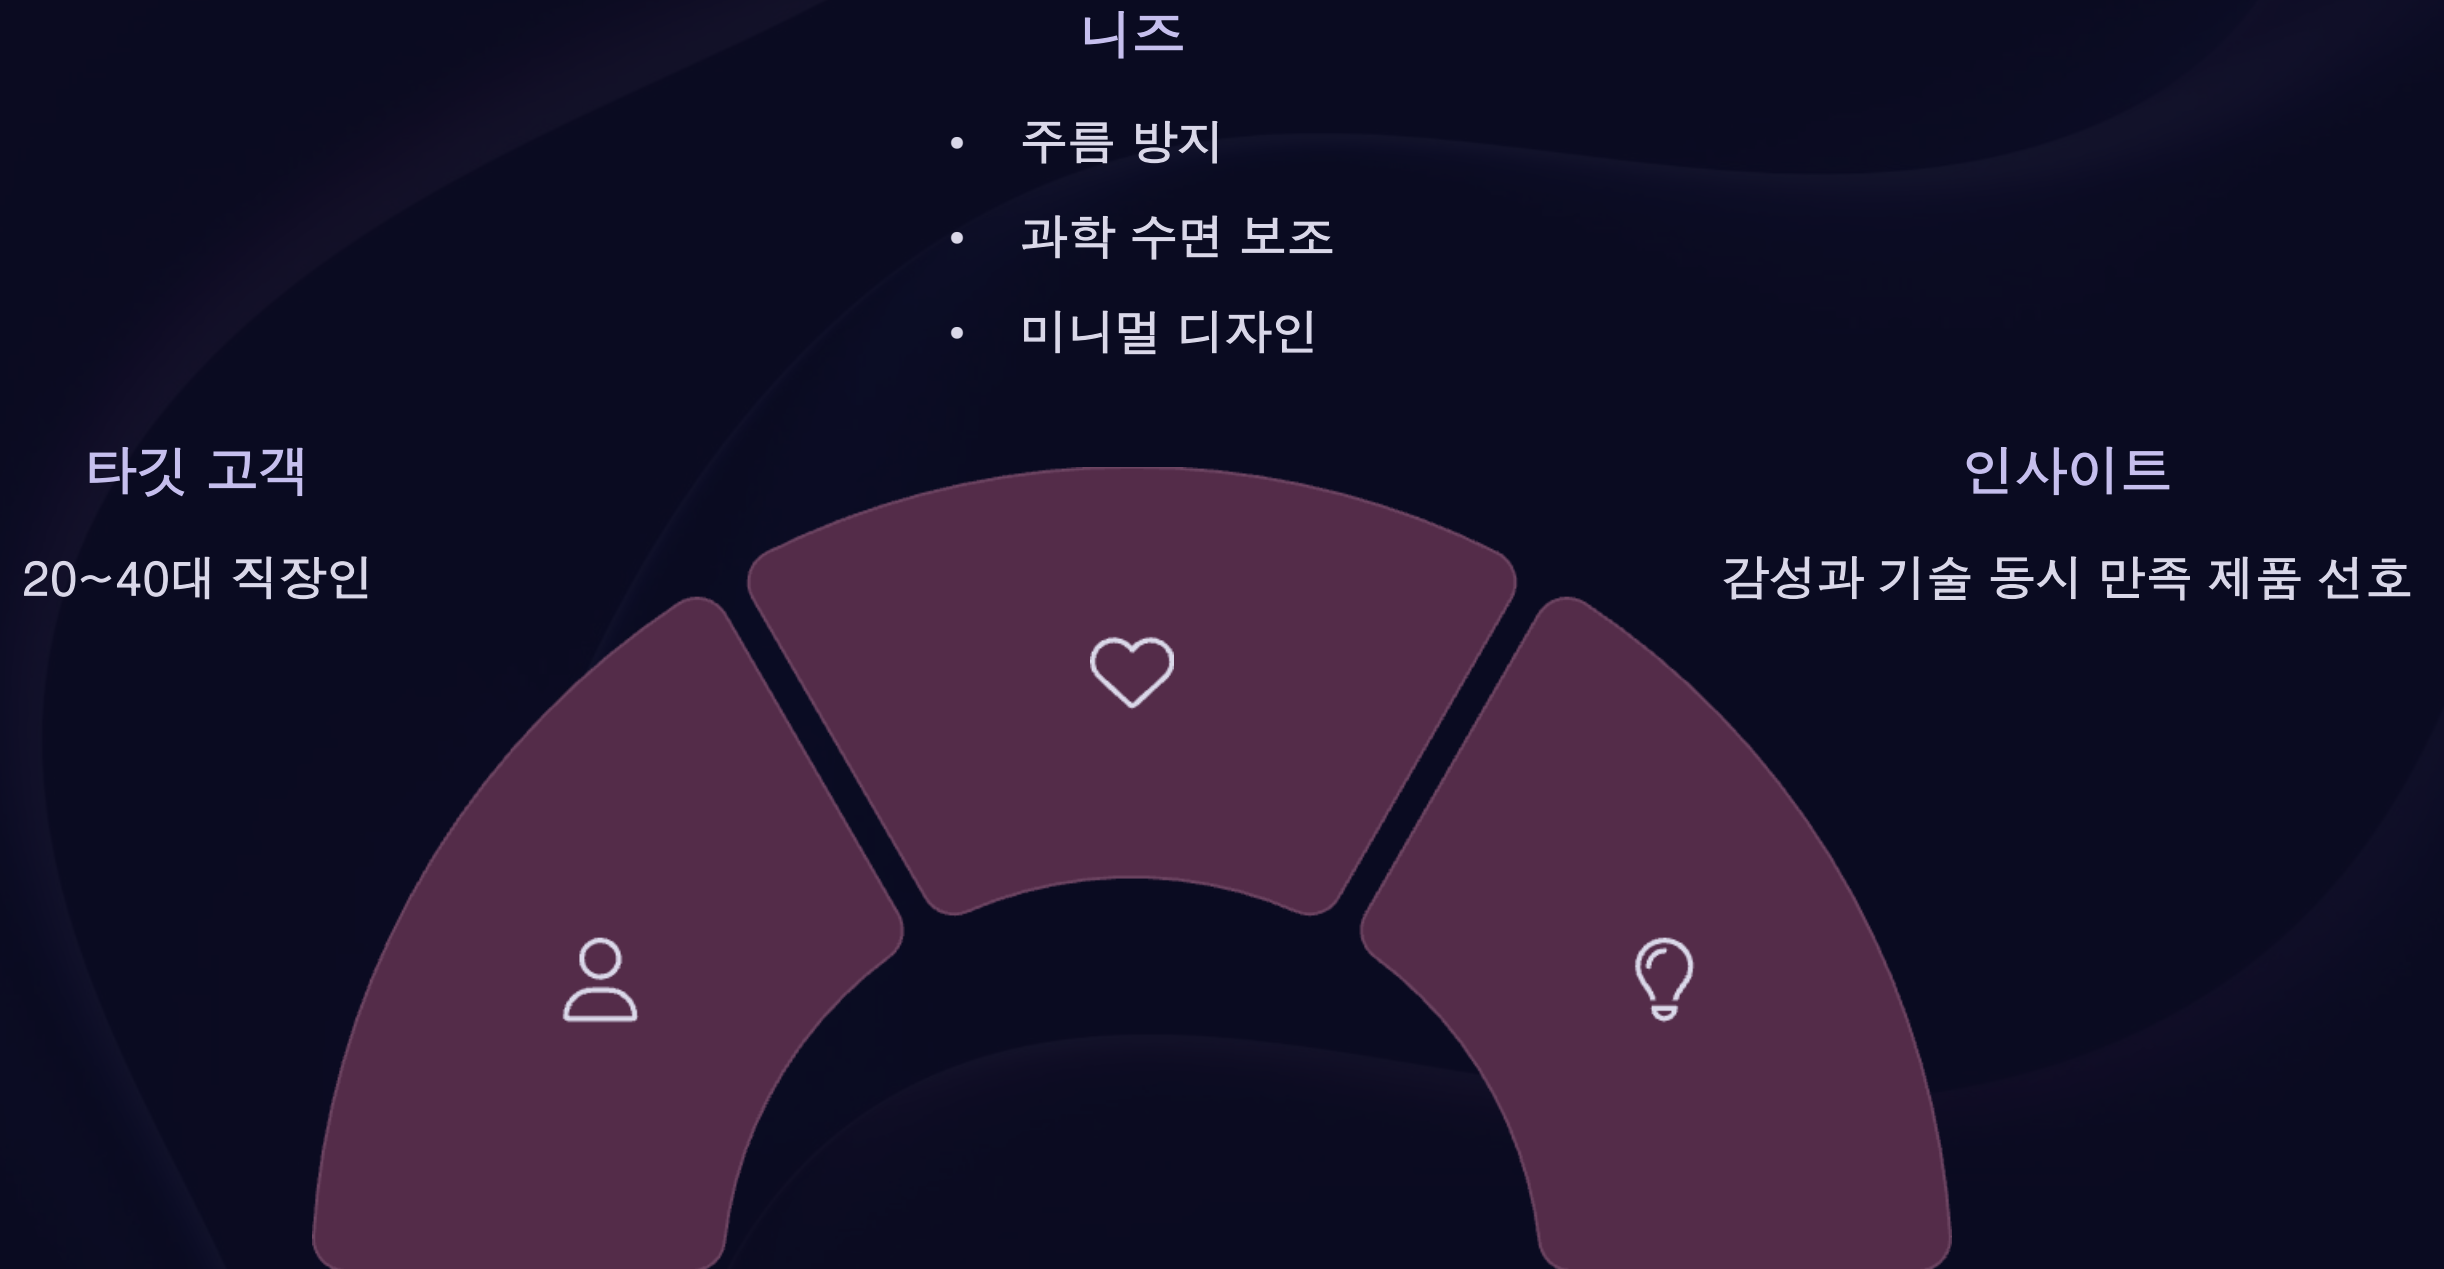 니즈
• 주름 방지
• 과학 수면 보조
• 미니멀 디자인
타깃 고객
20~40대 직장인
인사이트
감성과 기술 동시 만족 제품 선호